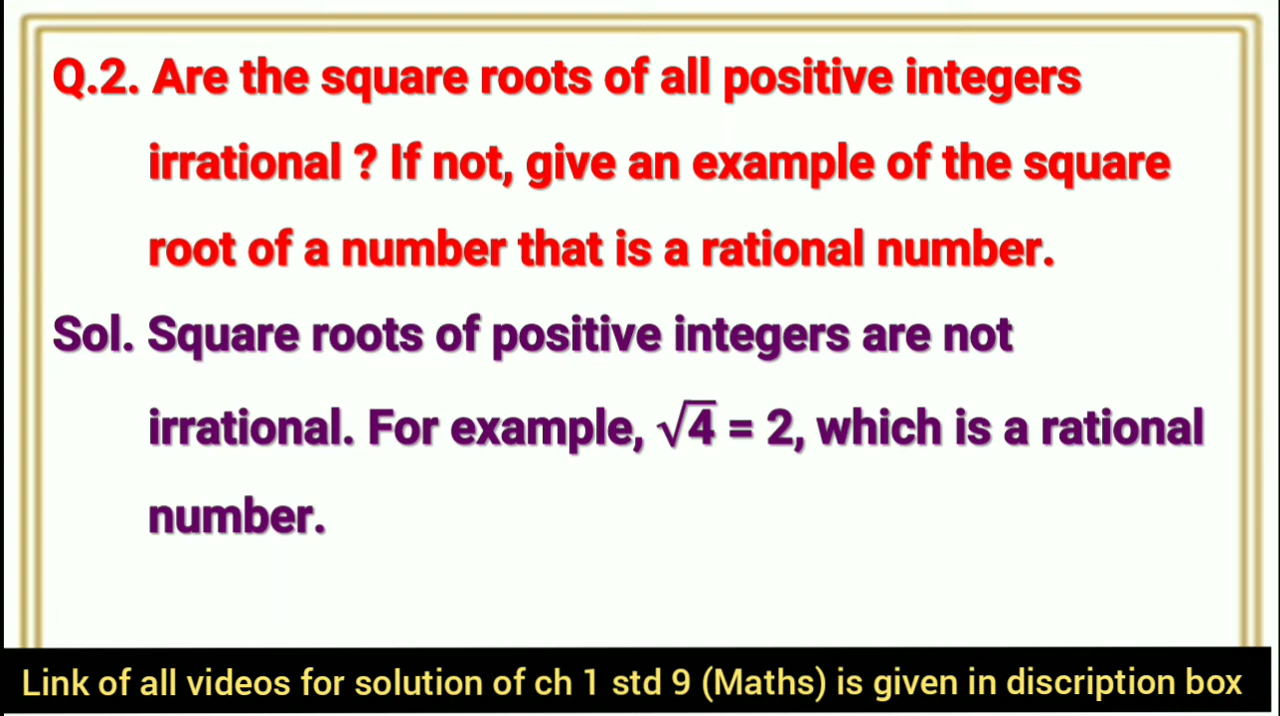 Q.2. Are the square roots of all positive integers
irrational ? If not, give an example of the square
root of a number that is a rational number.
Sol. Square roots of positive integers are not
irrational. For example, √4 = 2, which is a rational
number.
Link of all videos for solution of ch 1 std 9 (Maths) is given in discription box